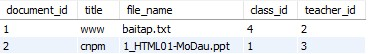 document_id title file_name class_id teacher_id
1 www baitap.txt 4 2
2 cnpm 1_HTML01-MoDau.ppt 1 3